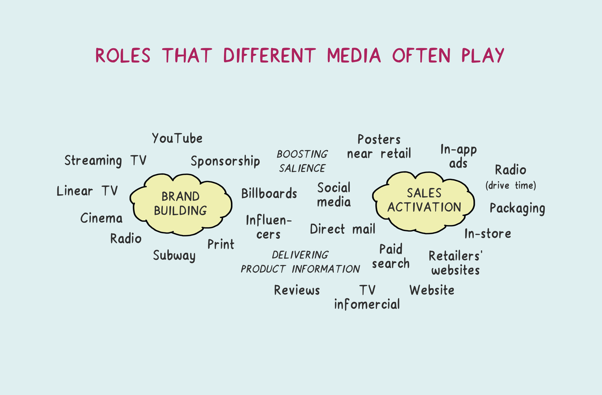 ROLES THAT DIFFERENT MEDIA OFTEN PLAY
YouTube
Streaming TV
Sponsorship
Linear TV
BRAND
BUILDING
Cinema
Radio
Subway
Print
BOOSTING
SALIENCE
Billboards
Social
media
Influen-
cers
Direct mail
DELIVERING
PRODUCT INFORMATION
Reviews
TV
infomercial
Posters
near retail
In-app
ads
Radio
(drive time)
SALES
ACTIVATION
Packaging
In-store
Paid
search
Retailers'
websites
Website